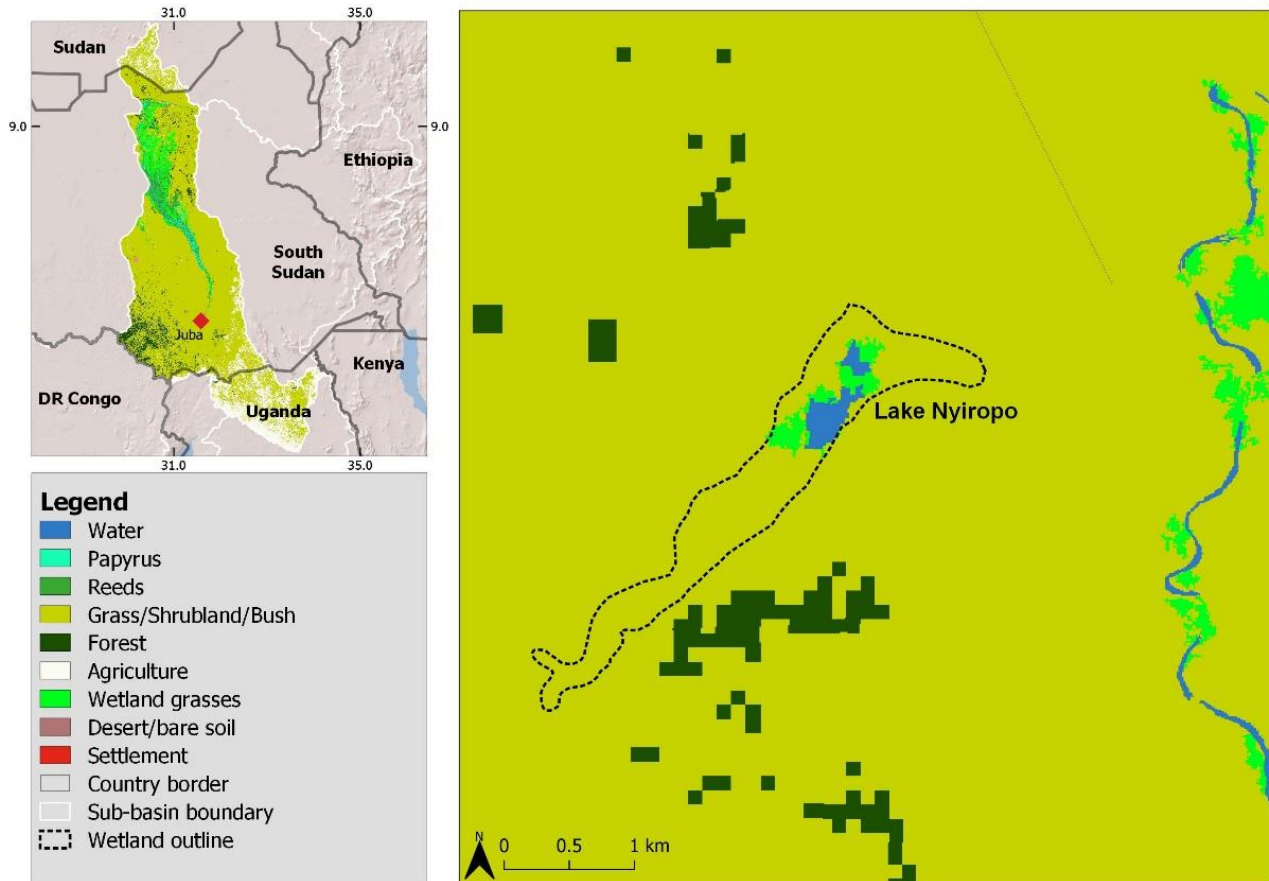 31.0
35.0
Sudan
9.0
9.0
Ethiopia
South
Sudan
Juba
Kenya
DR Congo
Uganda
31.0
35.0
Legend
Water
Papyrus
Reeds
Grass/Shrubland/Bush
Forest
Agriculture
Wetland grasses
Desert/bare soil
Settlement
Country border
Sub-basin boundary
Wetland outline
Lake Nyiropo
N
0 0.5 1 km